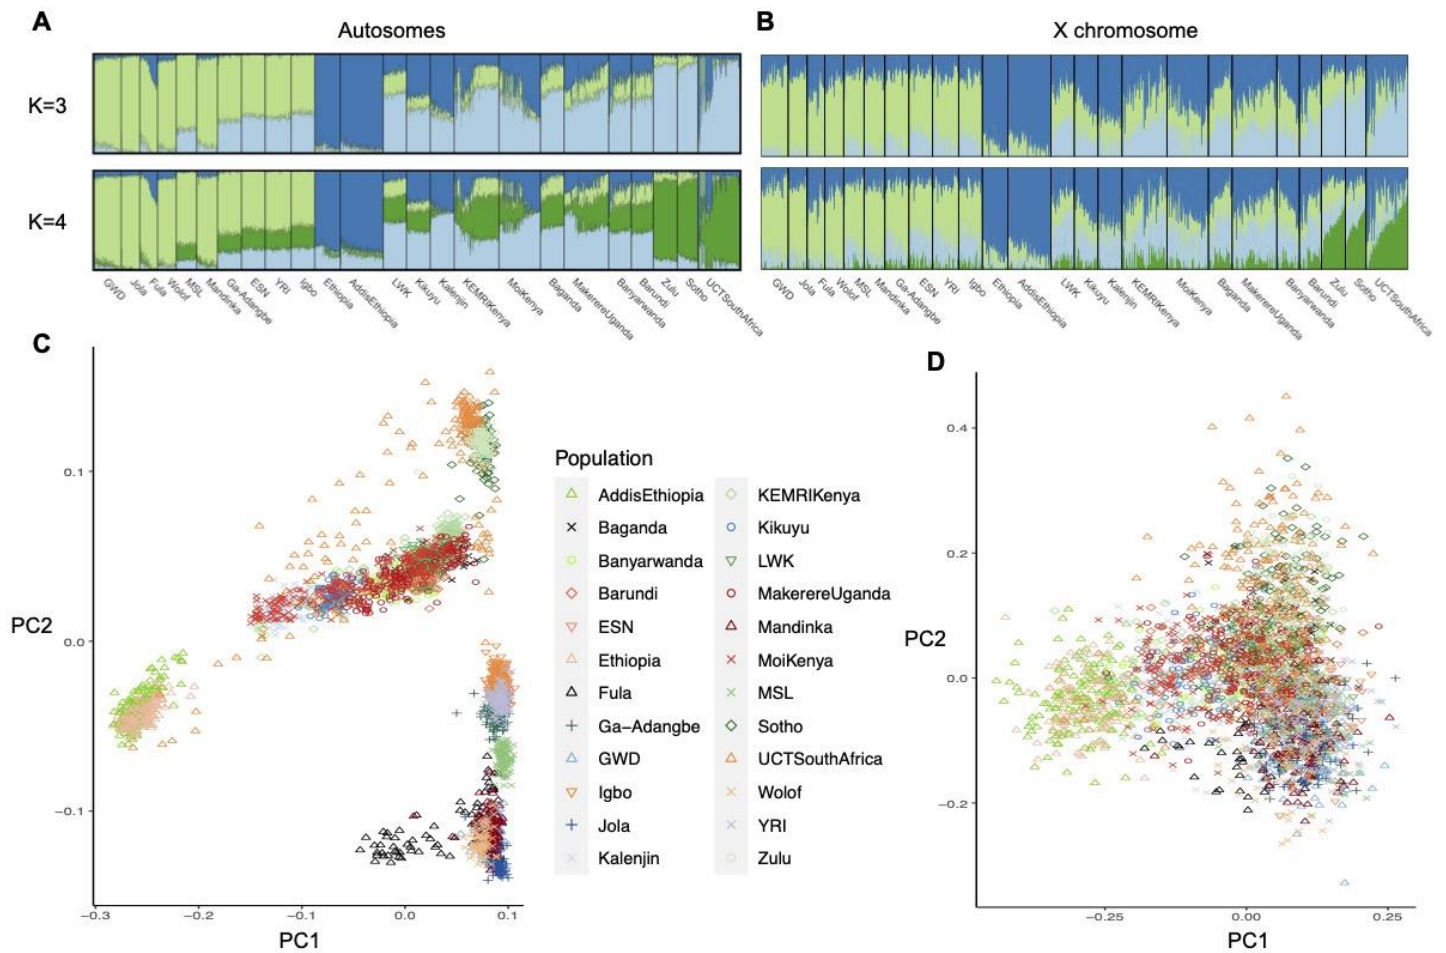 A
Autosomes
B
X chromosome
K=3
K=4
GWD
Jola
Fula
Wolof
MSL
Mandinka
Ga-Adangbe
ESN
YRI
Igbo
Ethiopia
AddisEthiopia
LWK
Kikuyu
Kalenjin
KEMRIKenya
MoiKenya
Baganda
MakerereUganda
Banyarwanda
Barundi
Zulu
Sotho
UCTSouthAfrica
GWD
Jola
Fula
Wolof
MSL
Mandinka
Ga-Adangbe
ESN
YRI
Igbo
Ethiopia
AddisEthiopia
LWK
Kikuyu
Kalenjin
KEMRIKenya
MoiKenya
Baganda
MakerereUganda
Banyarwanda
Barundi
Zulu
Sotho
UCTSouthAfrica
C
PC2
0.1
0.0
−0.1
−0.3
−0.2
−0.1
0.0
0.1
PC1
Population
AddisEthiopia
Baganda
Banyarwanda
Barundi
ESN
Ethiopia
Fula
Ga−Adangbe
GWD
Igbo
Jola
Kalenjin
KEMRIKenya
Kikuyu
LWK
MakerereUganda
Mandinka
MoiKenya
MSL
Sotho
UCTSouthAfrica
Wolof
YRI
Zulu
D
PC2
0.4
0.2
0.0
−0.2
−0.25
0.00
0.25
PC1